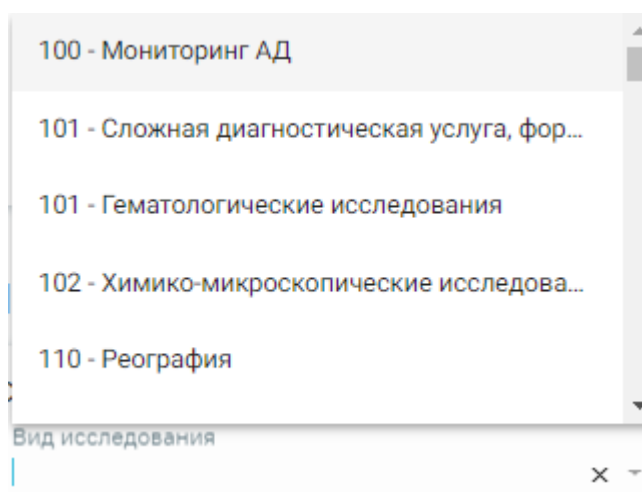 100 - Мониторинг АД
101 - Сложная диагностическая услуга, фор...
101 - Гематологические исследования
102 - Химико-микроскопические исследова...
110 - Реография
Вид исследования